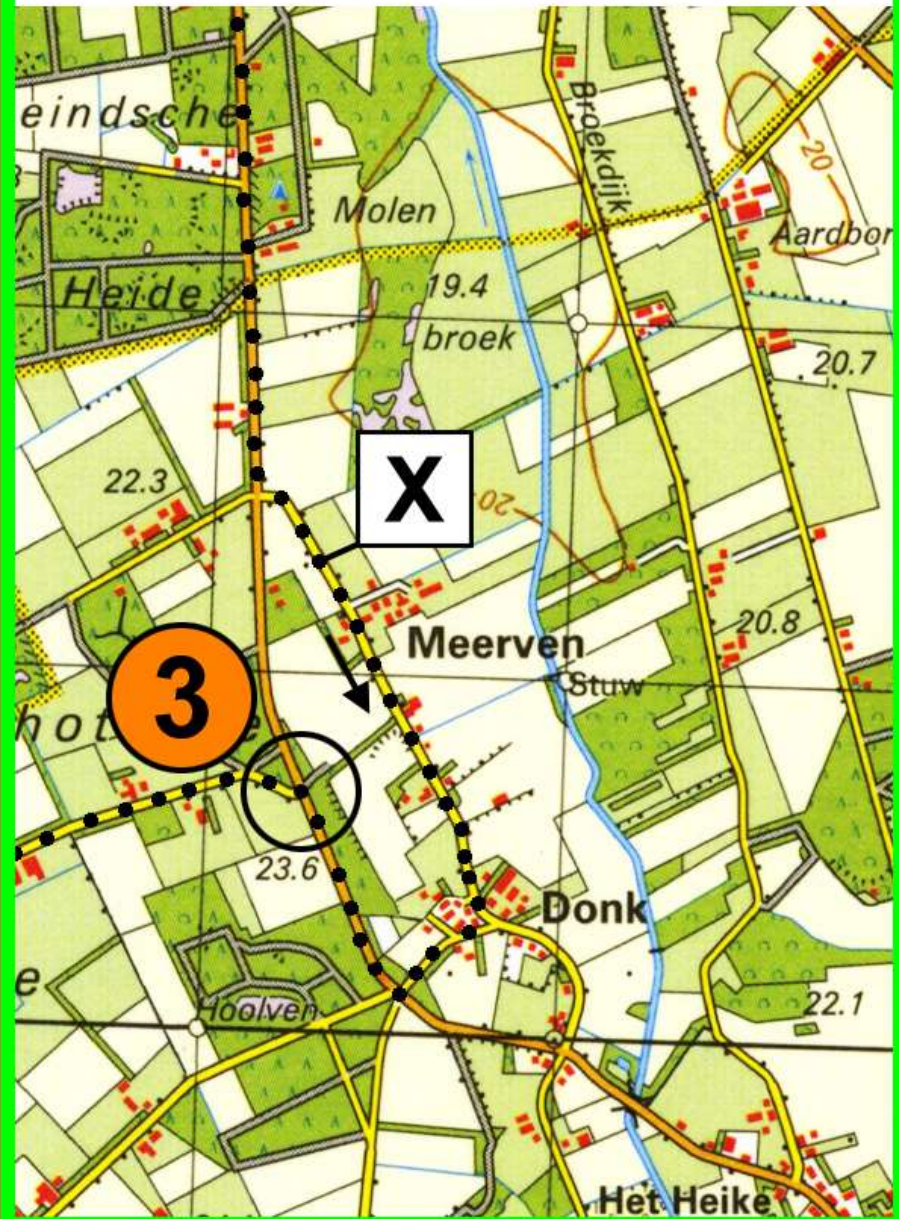 eindsche
Broekdijk
20
Molen
Aardbor
Heide
19.4
broek
20.7
X
22.3
20
20.8
Meerven
Stuw
3
hot
e
23.6
Donk
e
Hoolven
22.1
Het Heike